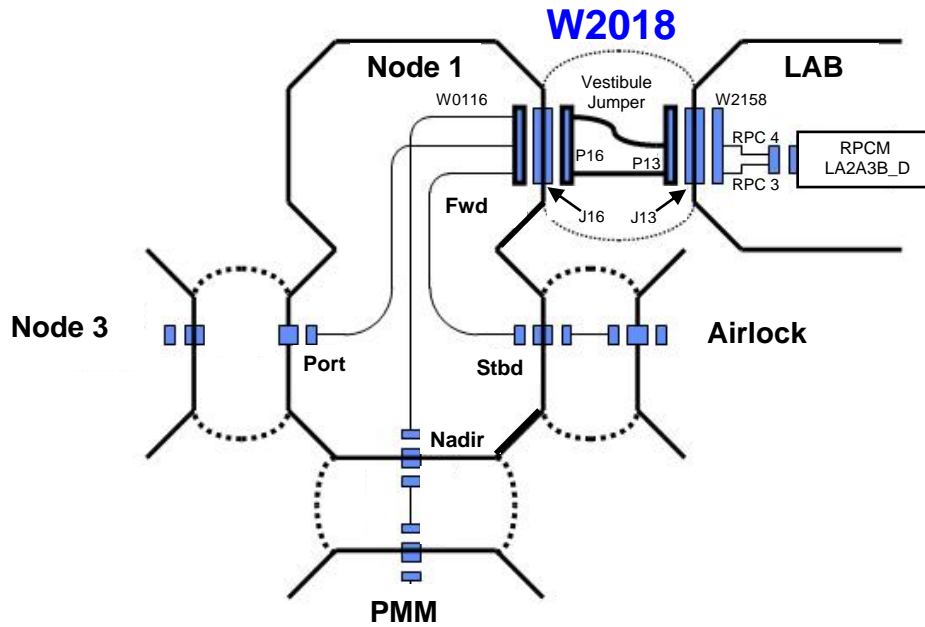 W2018
Node 1
LAB
Vestibule
Jumper
W0116
W2158
RPC 4
RPCM
LA2A3B_D
P16
P13
RPC 3
Fwd
J16
J13
Node 3
Airlock
Port
Stbd
Nadir
PMM